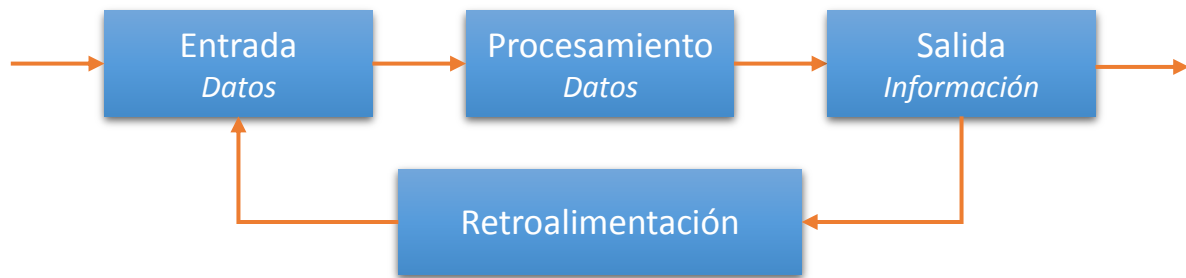 Entrada
Datos
Procesamiento
Datos
Salida
Información
Retroalimentación